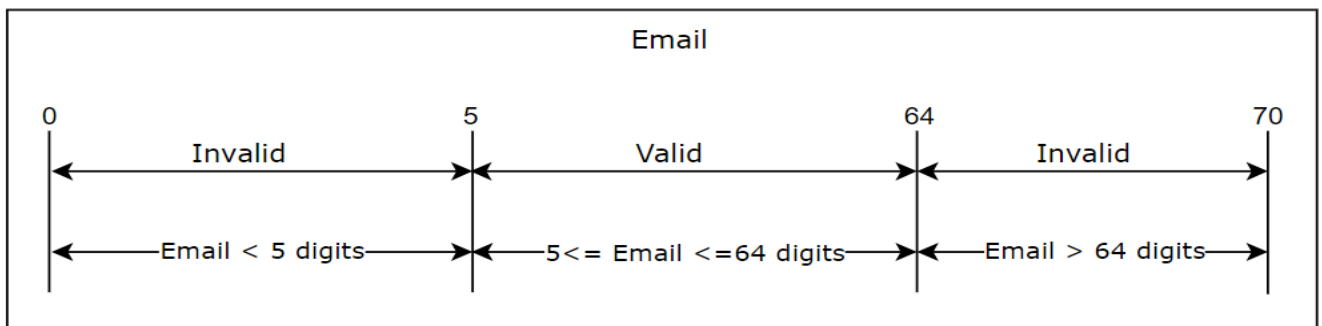 Email
0 5 64 70
Invalid Valid Invalid
Email < 5 digits 5<= Email <=64 digits Email > 64 digits